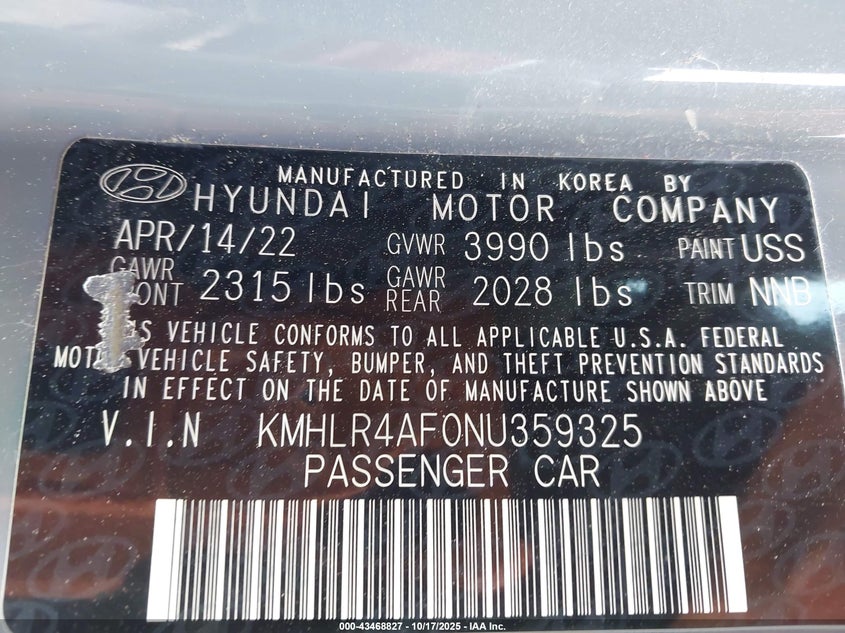 MANUFACTURED IN KOREA BY
HYUNDAI MOTOR COMPANY
APR/14/22 GVWR 3990 lbs PAINT USS
GAWR FRONT 2315 lbs GAWR REAR 2028 lbs TRIM NNB
VEHICLE CONFORMS TO ALL APPLICABLE U.S.A. FEDERAL
MOTOR VEHICLE SAFETY, BUMPER, AND THEFT PREVENTION STANDARDS
IN EFFECT ON THE DATE OF MANUFACTURE SHOWN ABOVE
V.I.N KMHLR4AF0NU359325
PASSENGER CAR
000-43468827 - 10/17/2025 - IAA Inc.